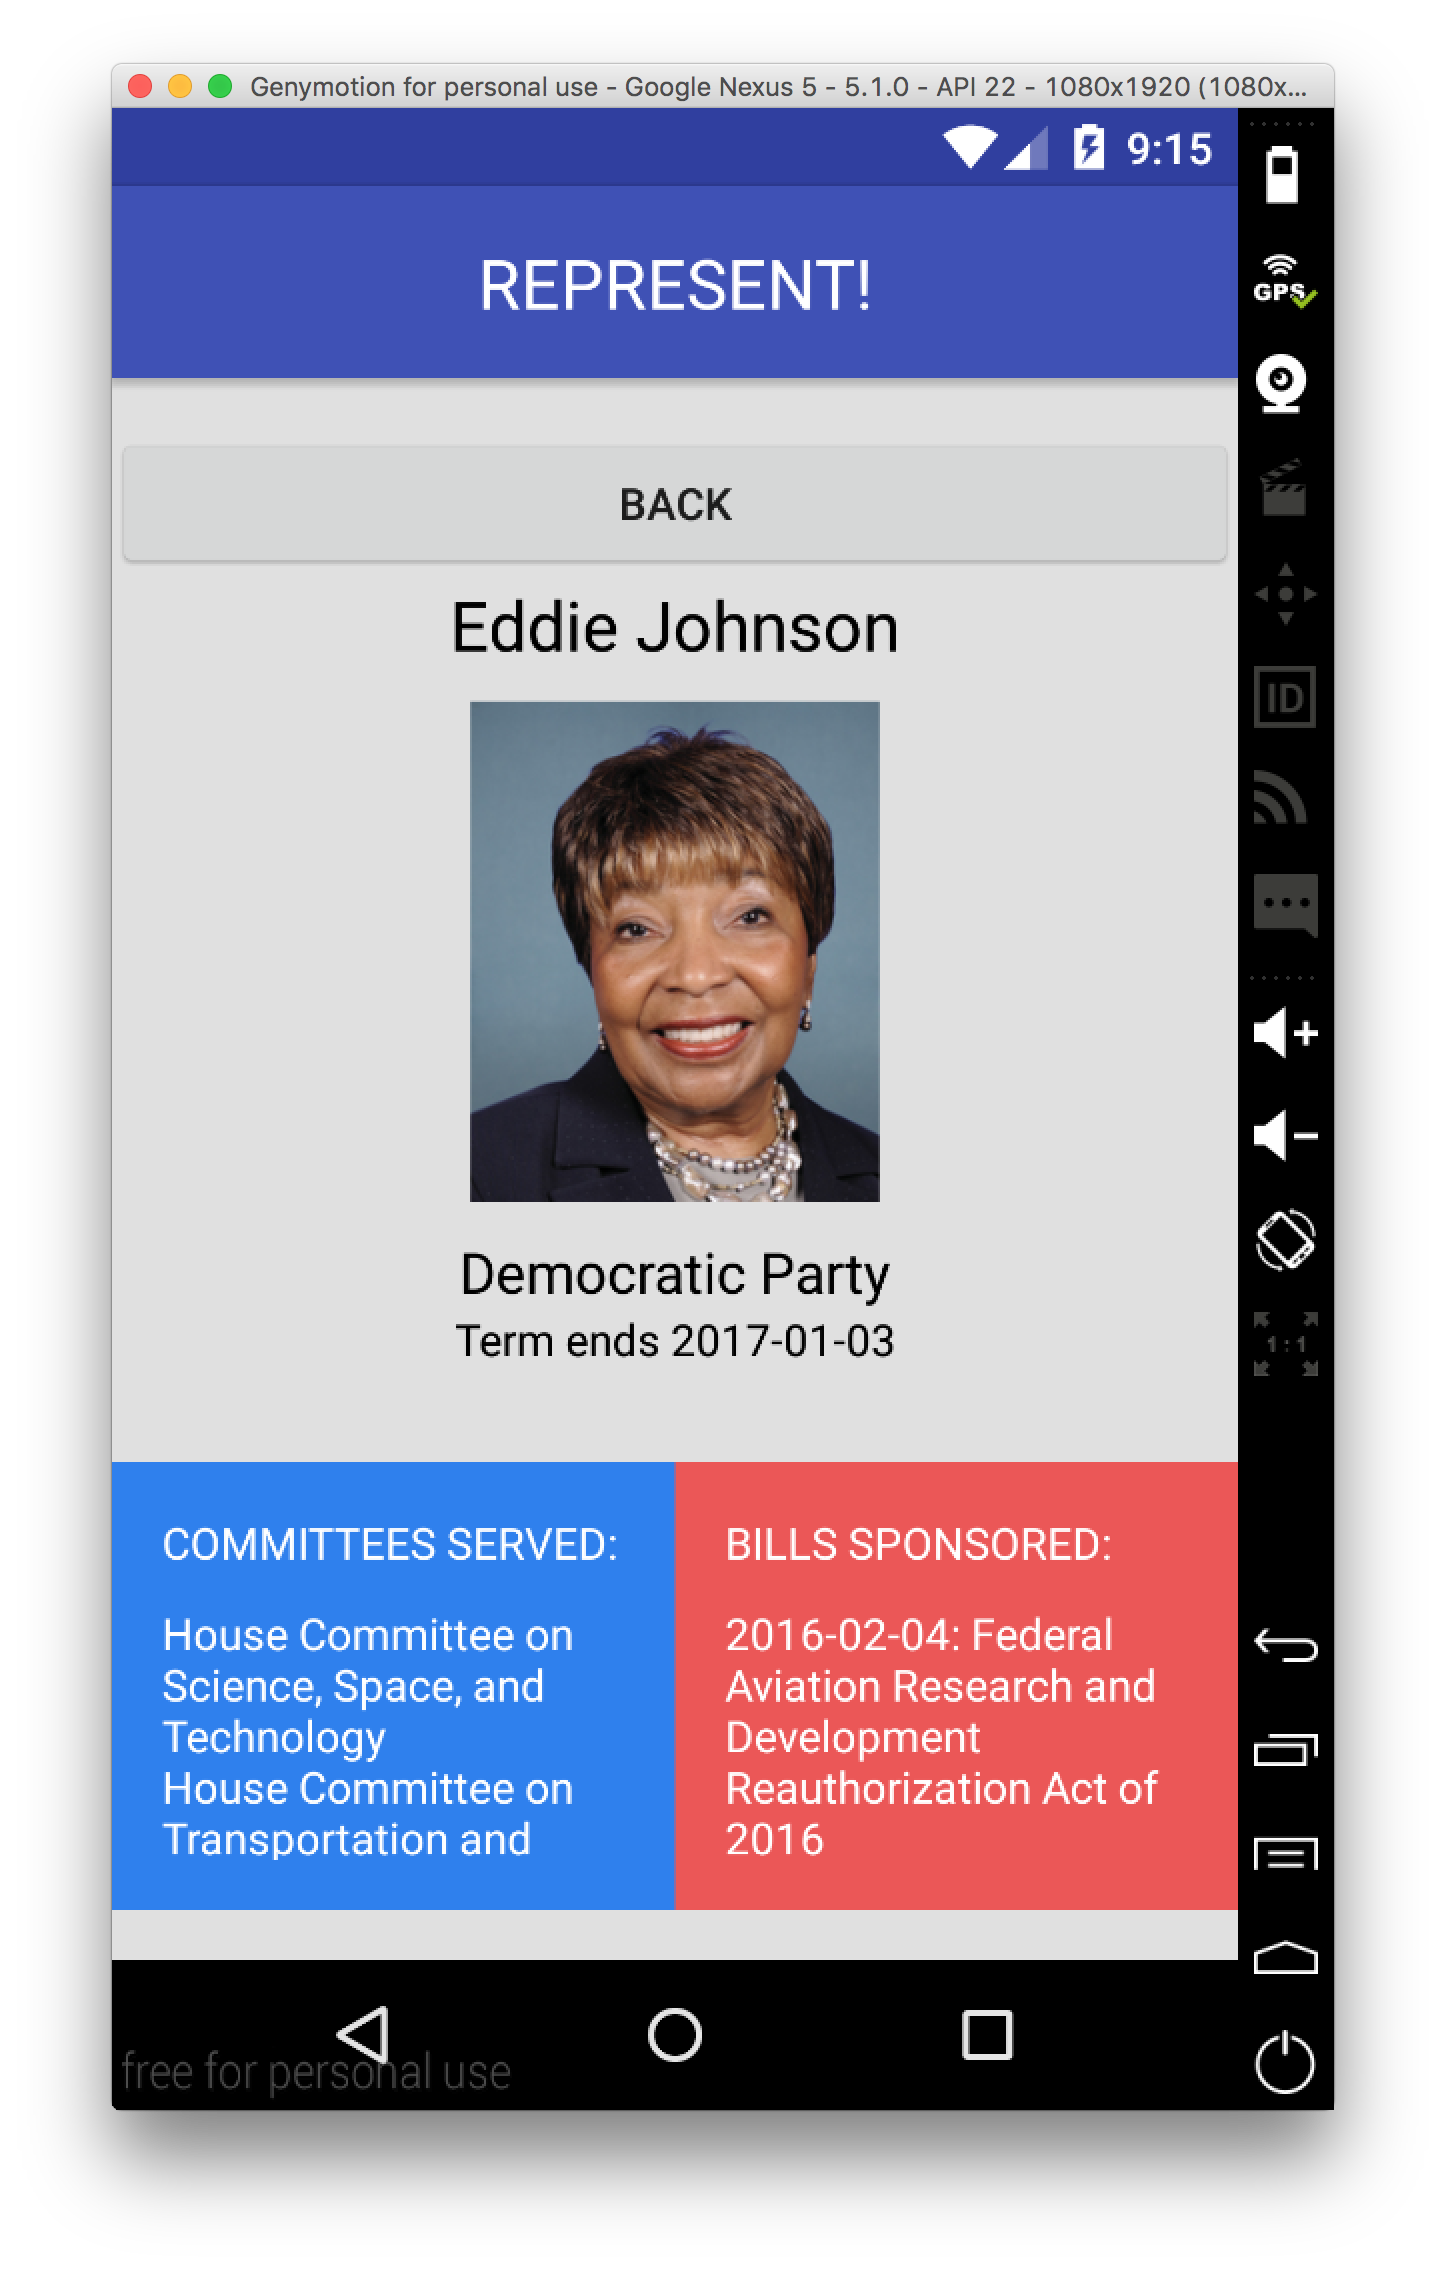 Genymotion for personal use - Google Nexus 5 - 5.1.0 - API 22 - 1080x1920 (1080x...
9:15
GPS
REPRESENT!
BACK
Eddie Johnson
ID
Democratic Party
Term ends 2017-01-03
1:1
COMMITTEES SERVED:
House Committee on
Science, Space, and
Technology
House Committee on
Transportation and
BILLS SPONSORED:
2016-02-04: Federal
Aviation Research and
Development
Reauthorization Act of
2016
free for personal use